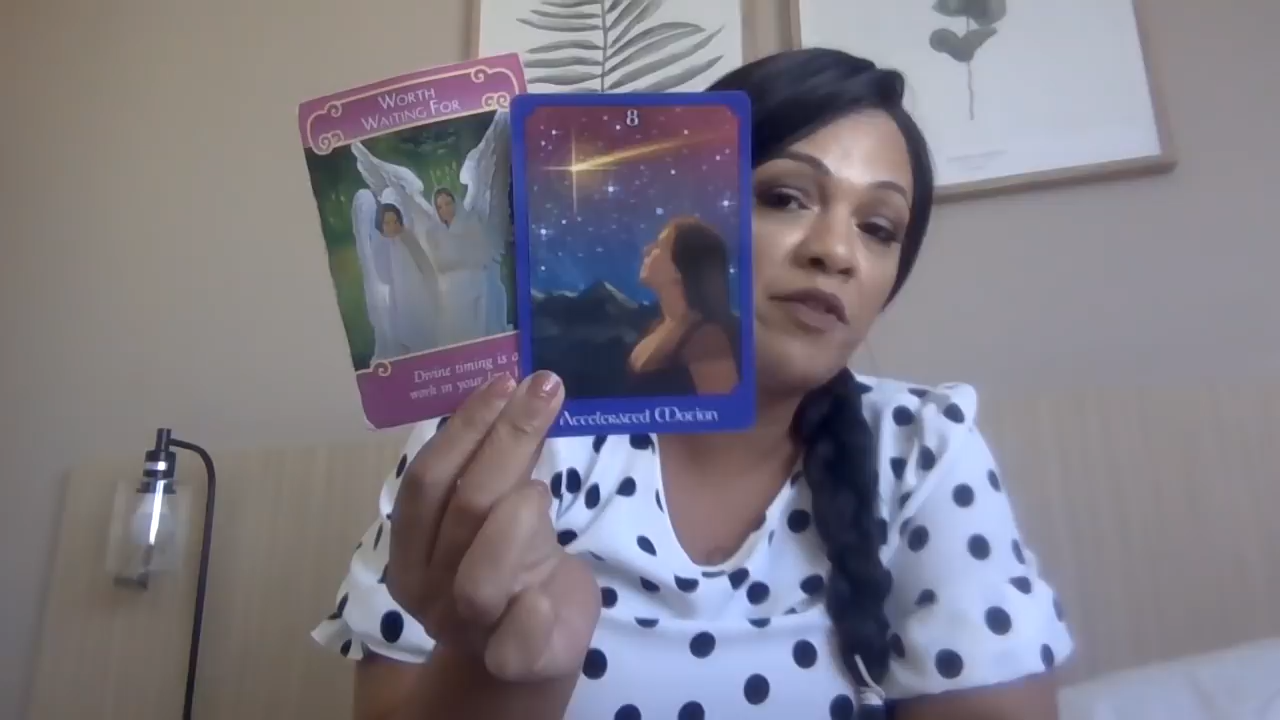 WORTH
WAITING FOR
Divine timing is a
work in your
8
Accelerated Motion